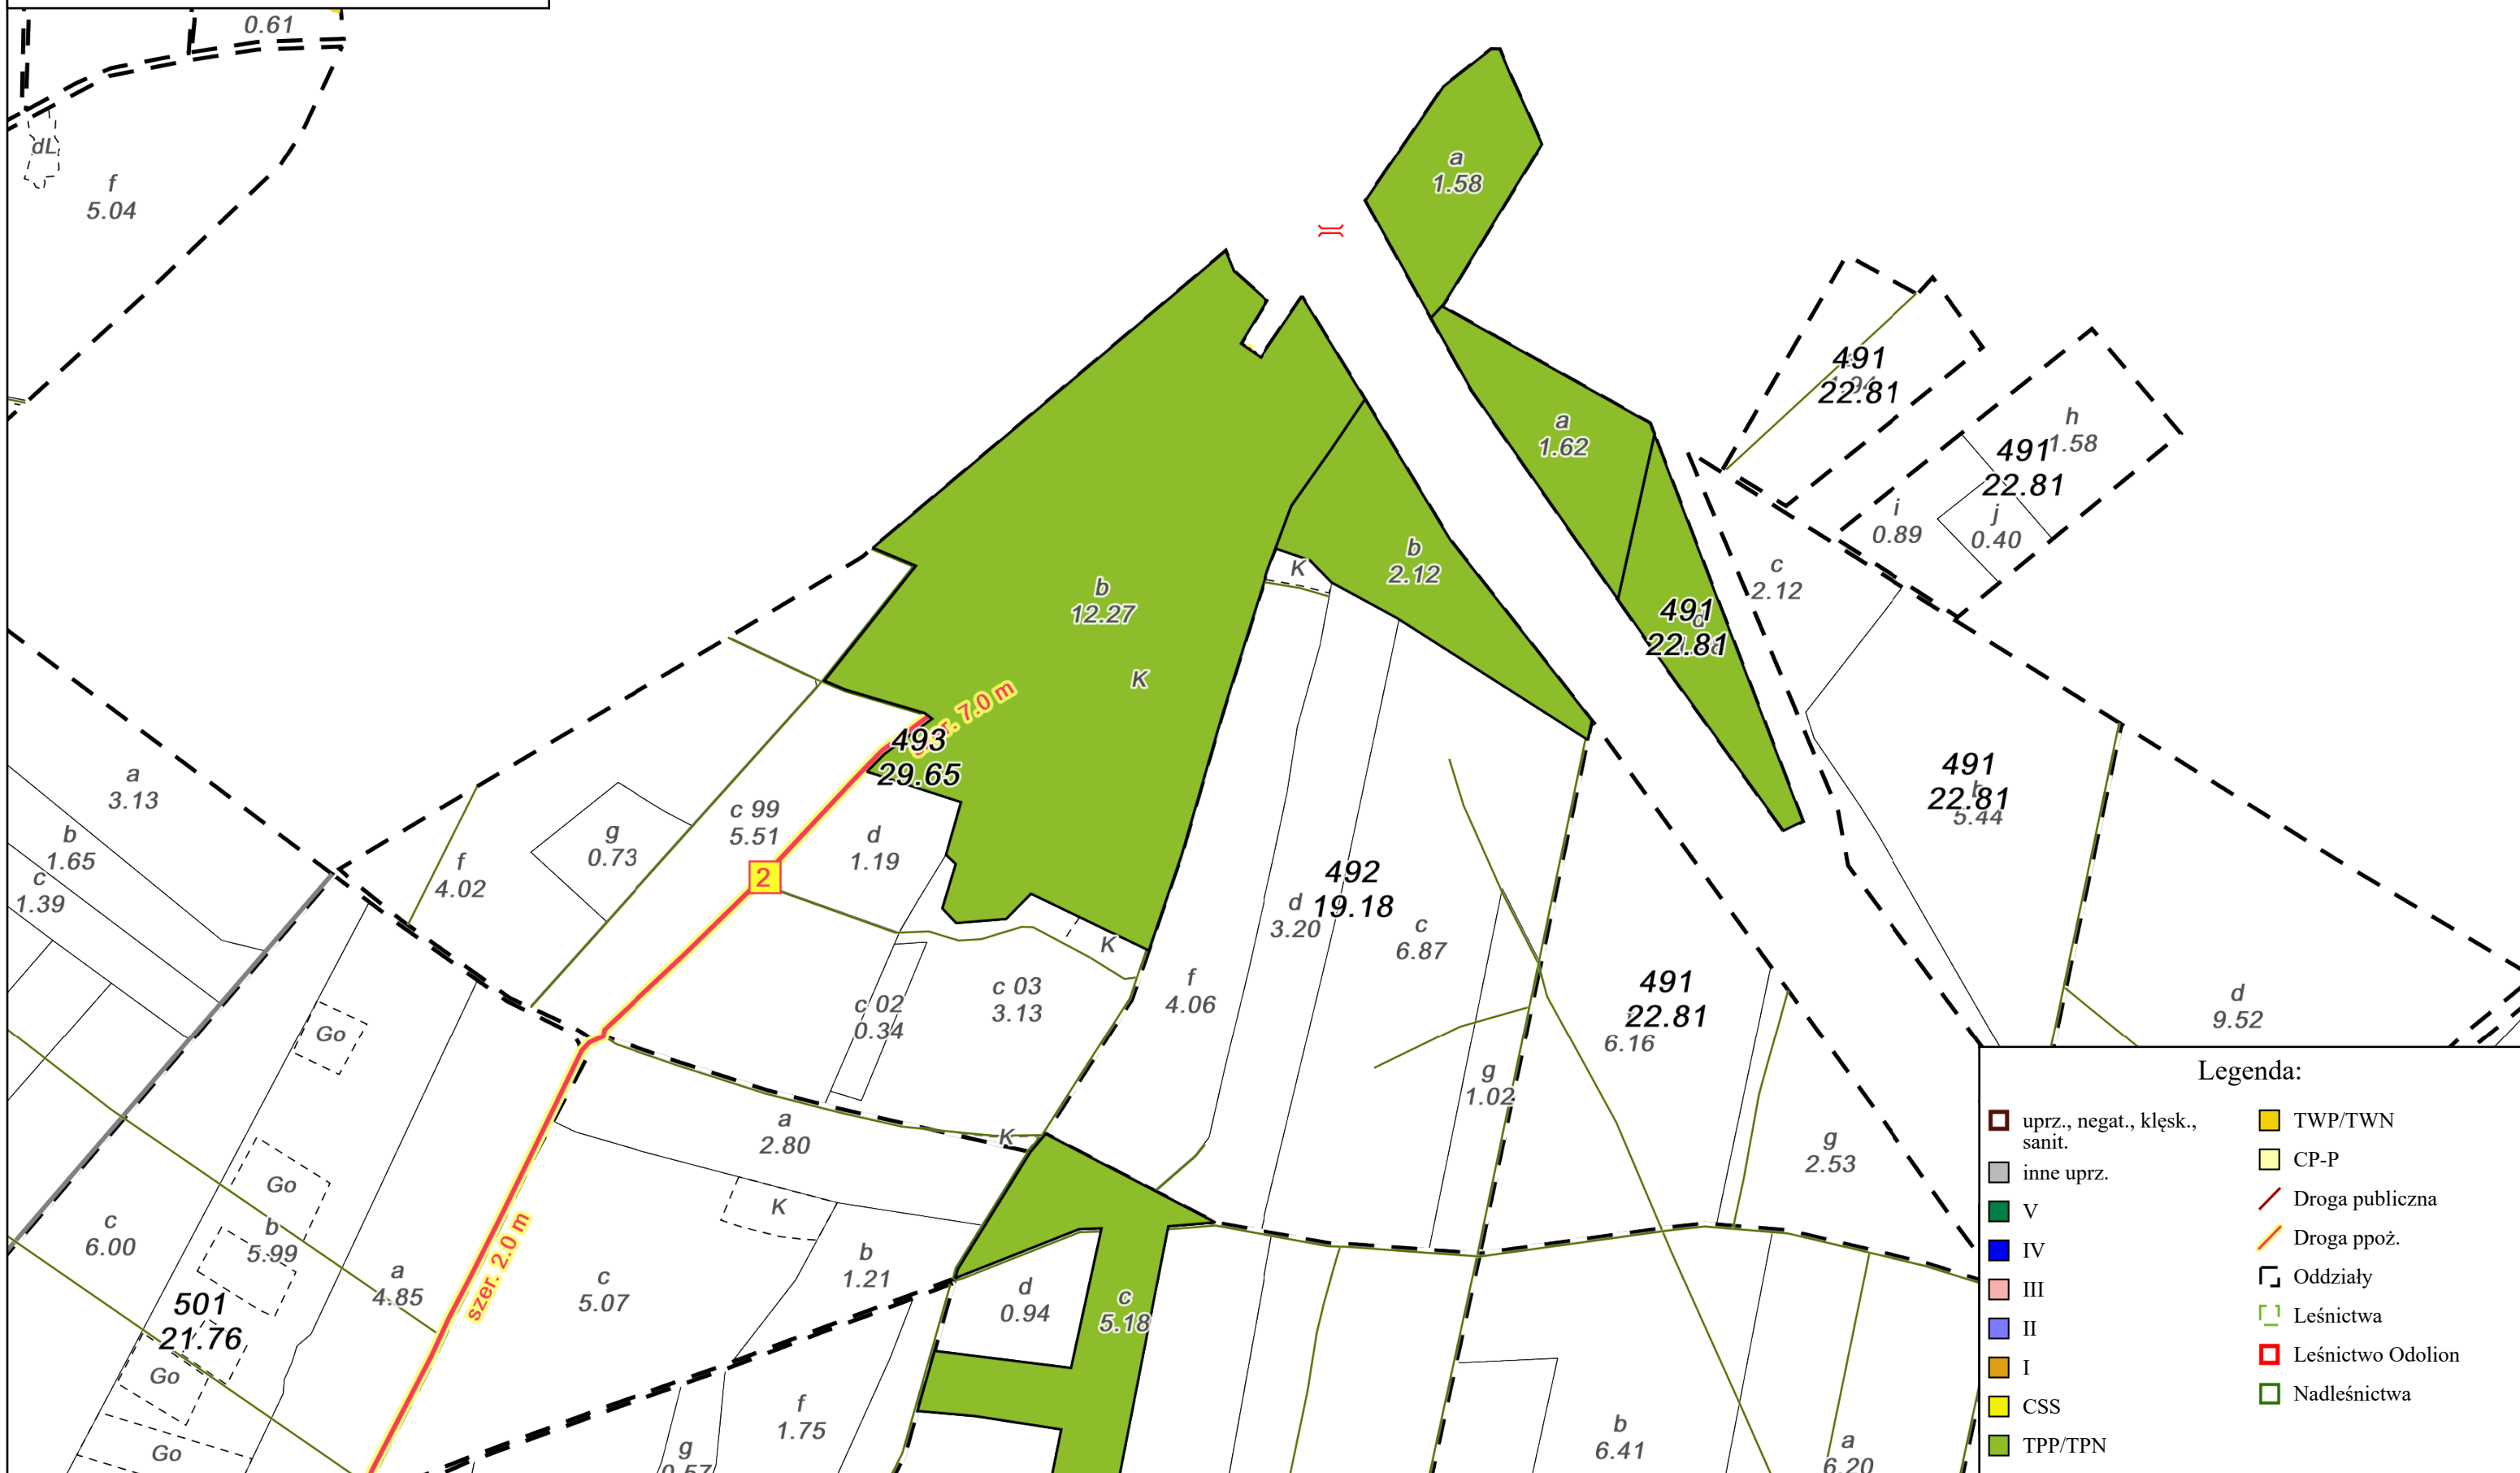 0.61
dL
f
5.04
a
1.58
491
22.81
h
1.58
491
22.81
a
1.62
i
0.89
j
0.40
b
2.12
K
c
2.12
b
12.27
491
22.81
K
szer. 7.0 m
493
29.65
a
3.13
b
1.65
c
1.39
491
22.81
5.44
c 99
5.51
g
0.73
d
1.19
f
4.02
2
492
19.18
d
3.20
c
6.87
K
f
4.06
c 03
3.13
c 02
0.34
491
22.81
6.16
d
9.52
Go
g
1.02
a
2.80
K
g
2.53
Go
K
c
6.00
b
5.99
a
4.85
szer. 2.0 m
c
5.07
b
1.21
d
0.94
c
5.18
501
21.76
Go
f
1.75
Go
g
0.57
b
6.41
a
6.20
Legenda:
uprz., negat., klęsk.,
sanit.
inne uprz.
V
IV
III
II
I
CSS
TPP/TPN
TWP/TWN
CP-P
Droga publiczna
Droga ppoż.
Oddziały
Leśnictwa
Leśnictwo Odolion
Nadleśnictwa